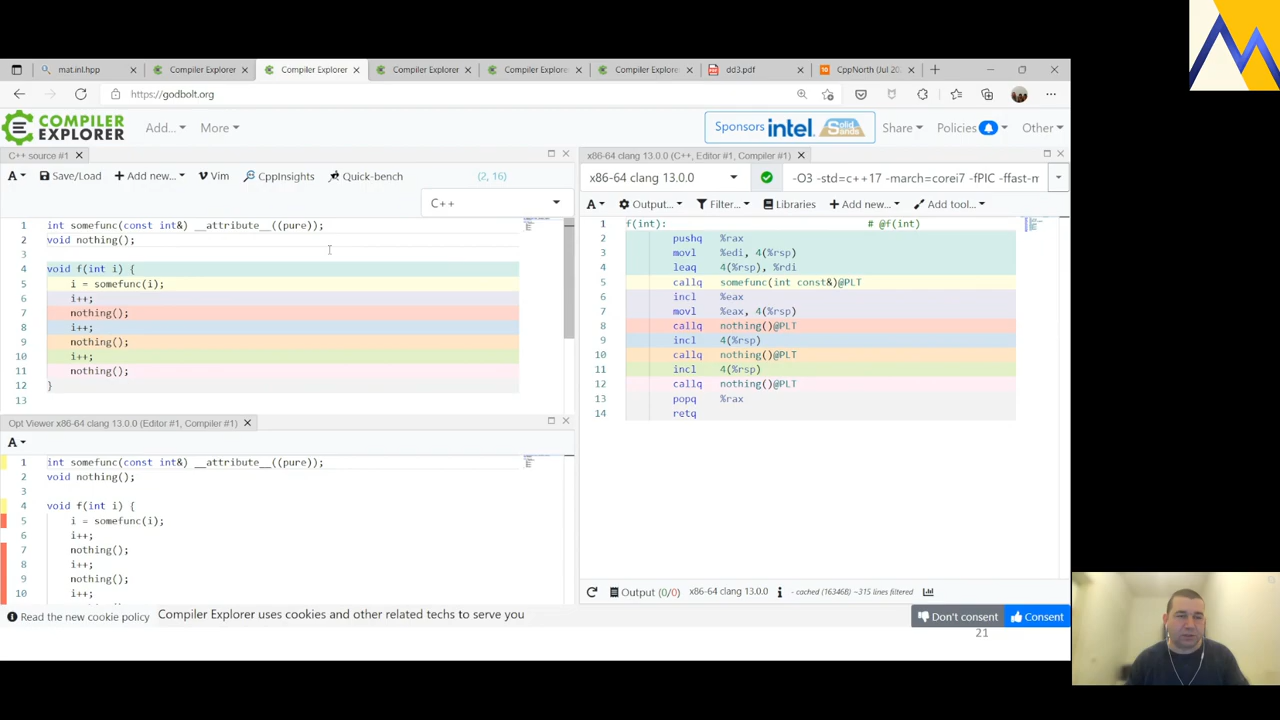 mat.inl.hpp
Compiler Explorer
Compiler Explorer
Compiler Explorer
Compiler Explorer
Compiler Explorer
dd3.pdf
CppNorth (Jul 20
https://godbolt.org
COMPILER
EXPLORER
Add...
More
Sponsors intel Solid Sands
Share
Policies
Other
C++ source #1
A
Save/Load
Add new...
Vim
CppInsights
Quick-bench
(2, 16)
C++
1 int somefunc(const int&) __attribute__((pure));
2 void nothing();
3
4 void f(int i) {
5 i = somefunc(i);
6 i++;
7 nothing();
8 i++;
9 nothing();
10 i++;
11 nothing();
12 }
13
Opt Viewer x86-64 clang 13.0.0 (Editor #1, Compiler #1)
A
1 int somefunc(const int&) __attribute__((pure));
2 void nothing();
3
4 void f(int i) {
5 i = somefunc(i);
6 i++;
7 nothing();
8 i++;
9 nothing();
10 i++;
x86-64 clang 13.0.0 (C++, Editor #1, Compiler #1)
x86-64 clang 13.0.0
-O3 -std=c++17 -march=corei7 -fPIC -ffast-m
A
Output...
Filter...
Libraries
Add new...
Add tool...
1 f(int): # @f(int)
2 pushq %rax
3 movl %edi, 4(%rsp)
4 leaq 4(%rsp), %rdi
5 callq somefunc(int const&)@PLT
6 incl %eax
7 movl %eax, 4(%rsp)
8 callq nothing()@PLT
9 incl 4(%rsp)
10 callq nothing()@PLT
11 incl 4(%rsp)
12 callq nothing()@PLT
13 popq %rax
14 retq
Output (0/0) x86-64 clang 13.0.0 i - cached (163468) ~315 lines filtered
Read the new cookie policy
Compiler Explorer uses cookies and other related techs to serve you
Don't consent
Consent
21